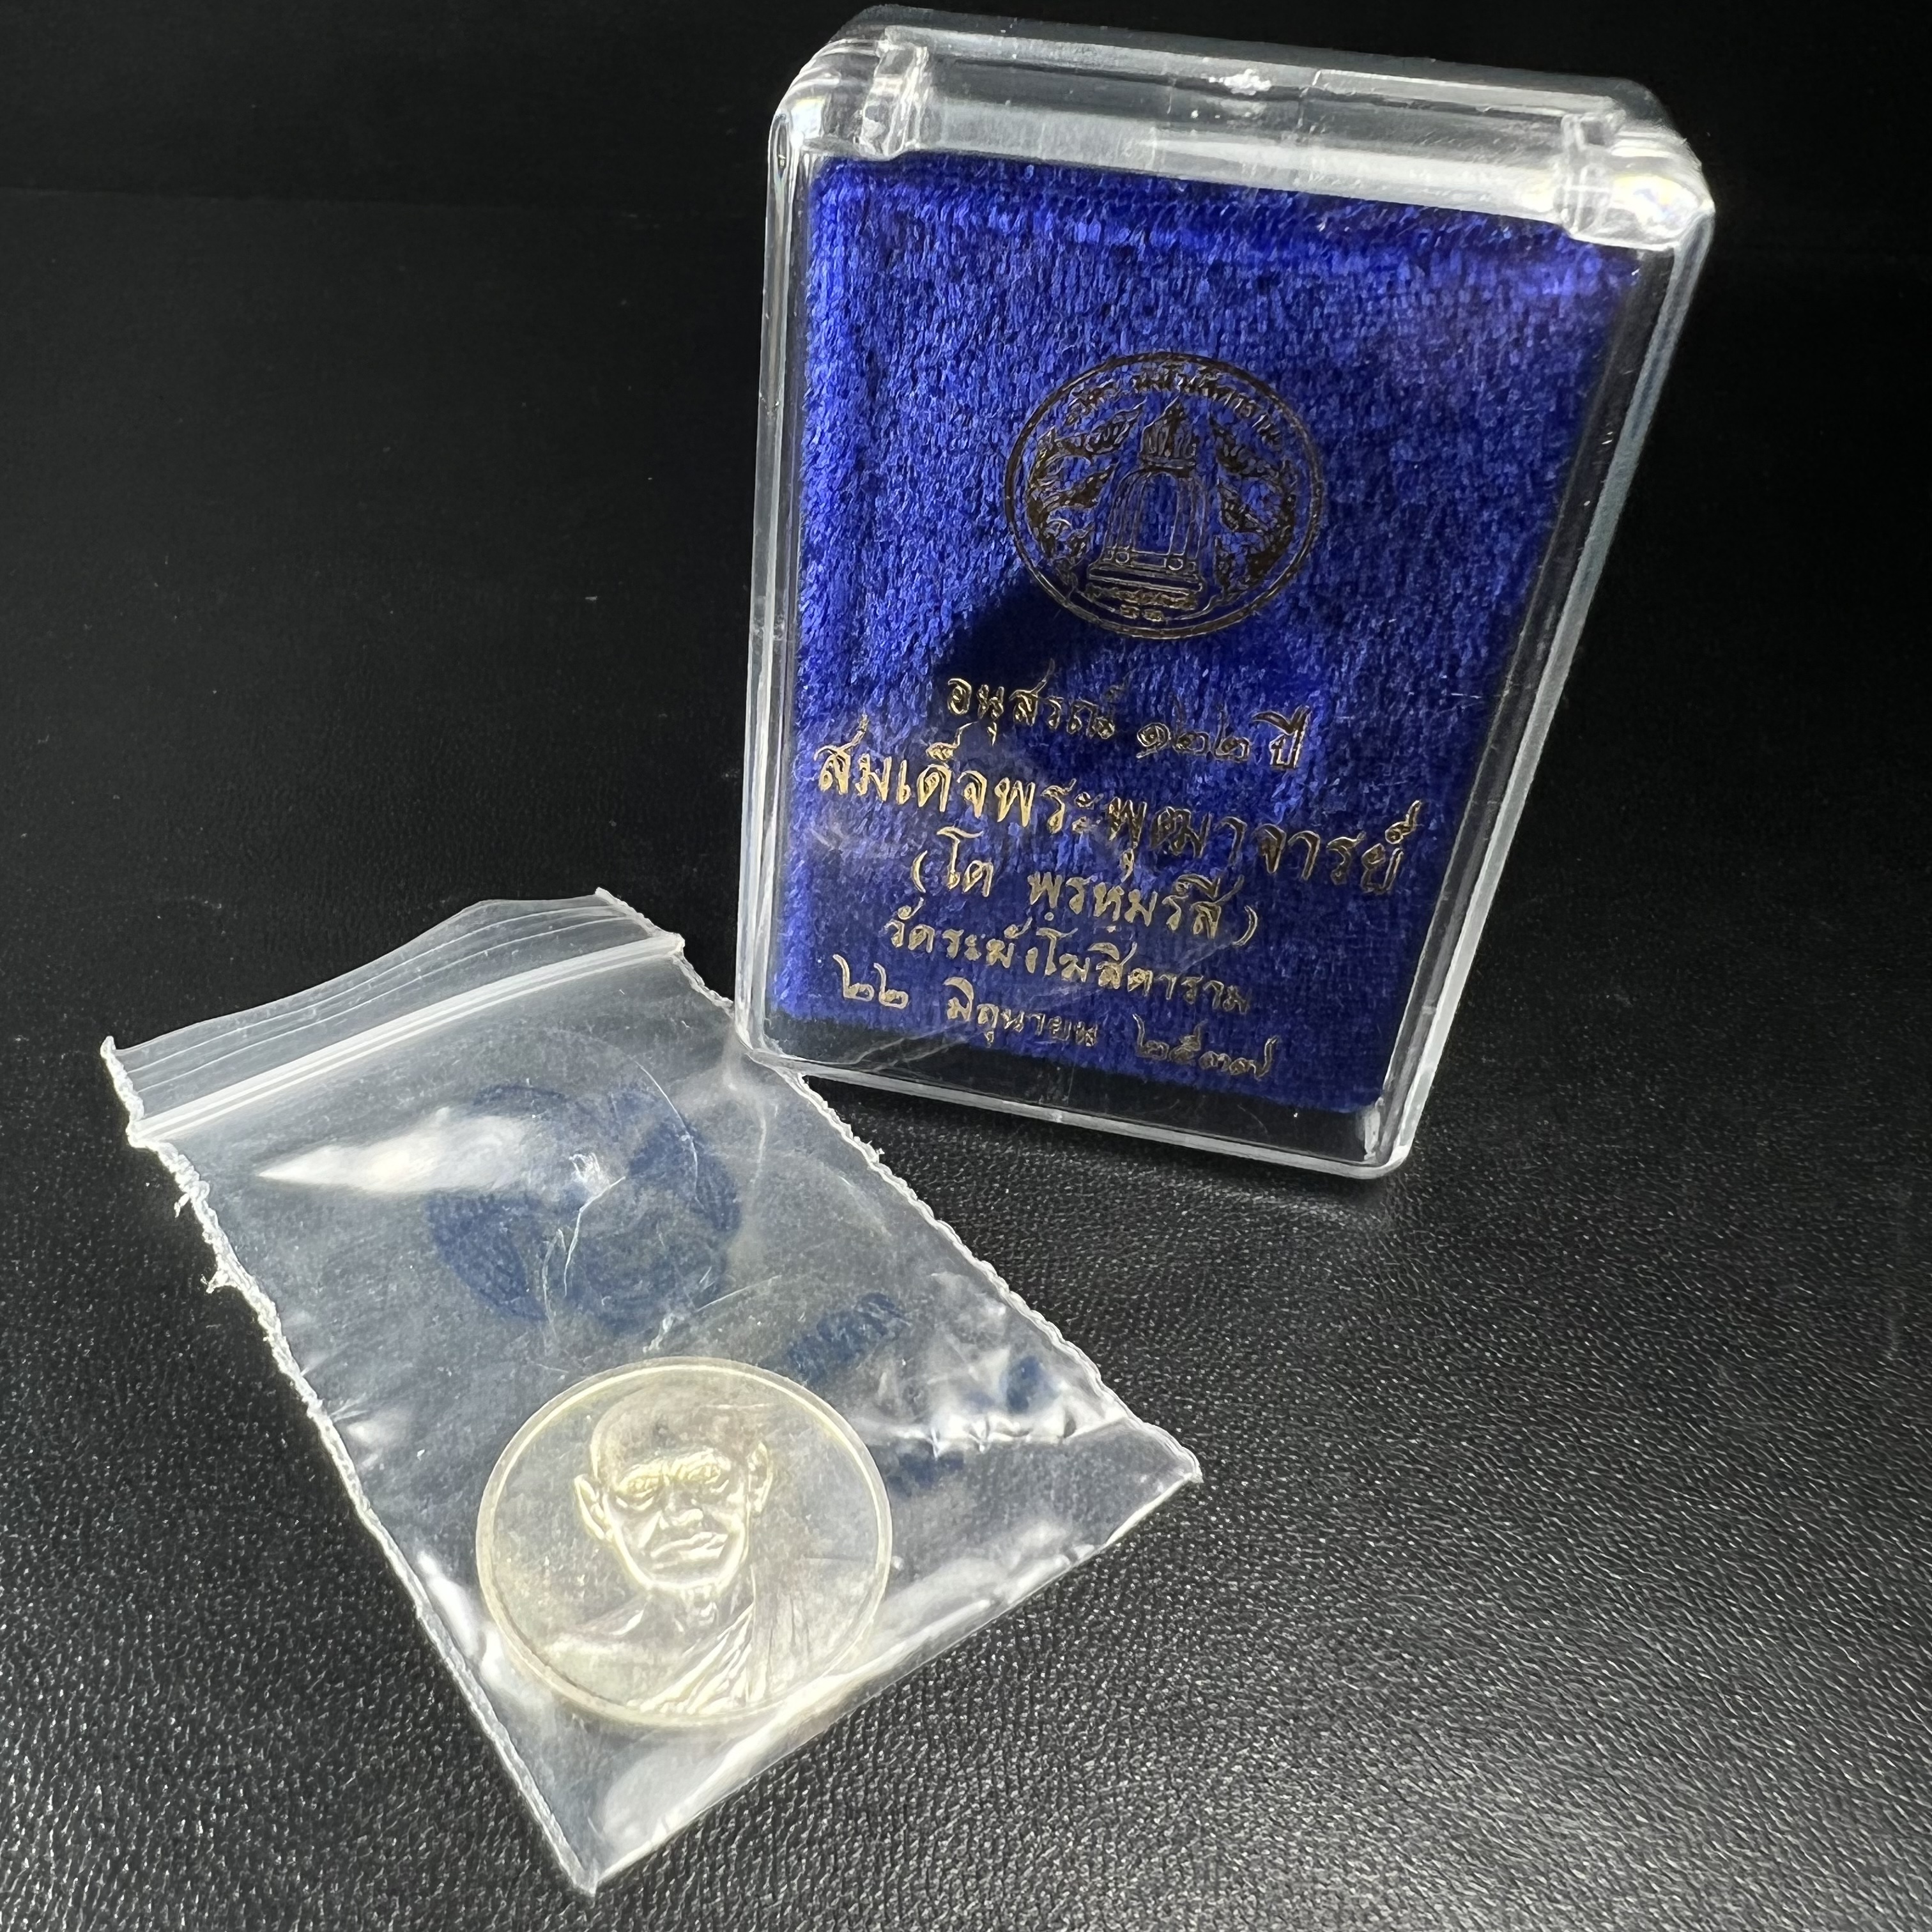 อนุสรณ์ ๑๒๒ ปี
สมเด็จพระพุฒาจารย์
(โต พรหมรังสี)
วัดระฆังโฆสิตาราม
๒๒ มิถุนายน ๒๕๓๗